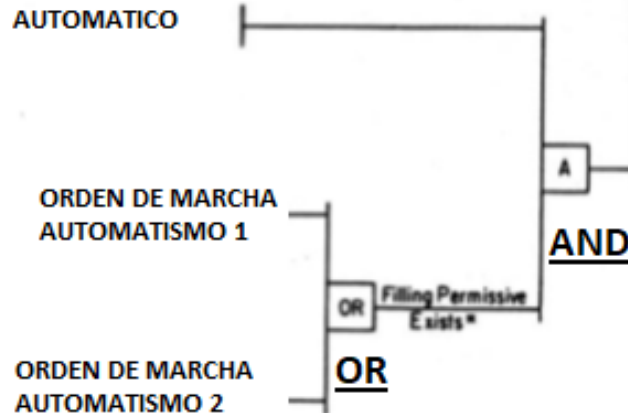 AUTOMATICO
A
ORDEN DE MARCHA
AUTOMATISMO 1
AND
OR
Filling Permissive
Exists*
OR
ORDEN DE MARCHA
AUTOMATISMO 2